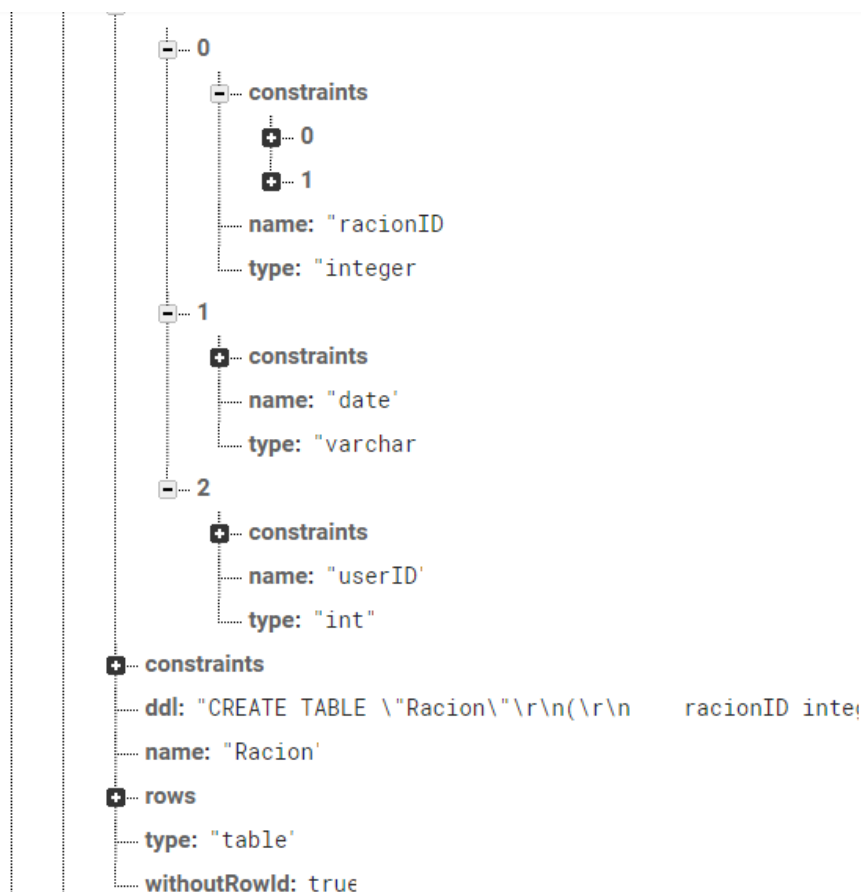 0
constraints
0
1
name: "racionID
type: "integer
1
constraints
name: "date'
type: "varchar
2
constraints
name: "userID'
type: "int"
constraints
ddl: "CREATE TABLE \"Racion\"\r\n(\r\n    racionID integ
name: "Racion'
rows
type: "table'
withoutRowId: true